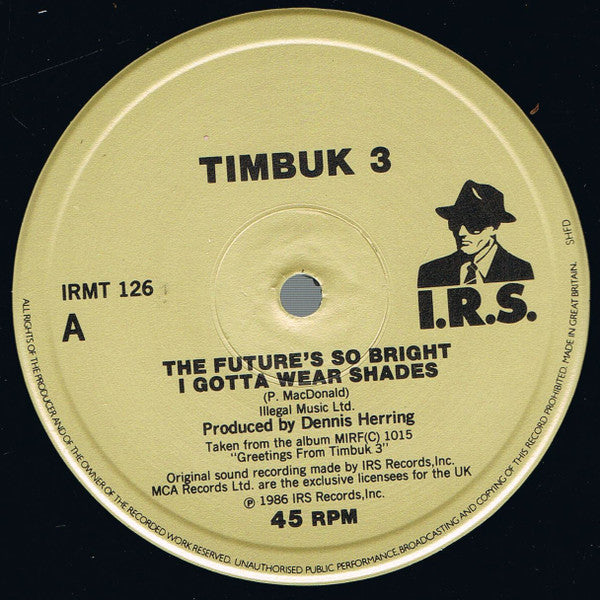 TIMBUK 3
I.R.S.
IRMT 126
A
THE FUTURE'S SO BRIGHT
I GOTTA WEAR SHADES
(P. MacDonald)
Illegal Music Ltd.
Produced by Dennis Herring
Taken from the album MIRF(C) 1015
"Greetings From Timbuk 3"
Original sound recording made by IRS Records,Inc.
MCA Records Ltd. are the exclusive licensees for the UK
℗ 1986 IRS Records,Inc.
45 RPM
ALL RIGHTS OF THE PRODUCER AND OF THE OWNER OF THE RECORDED WORK RESERVED. UNAUTHORISED PUBLIC PERFORMANCE,BROADCASTING AND COPYING OF THIS RECORD PROHIBITED. MADE IN GREAT BRITAIN. SHFD